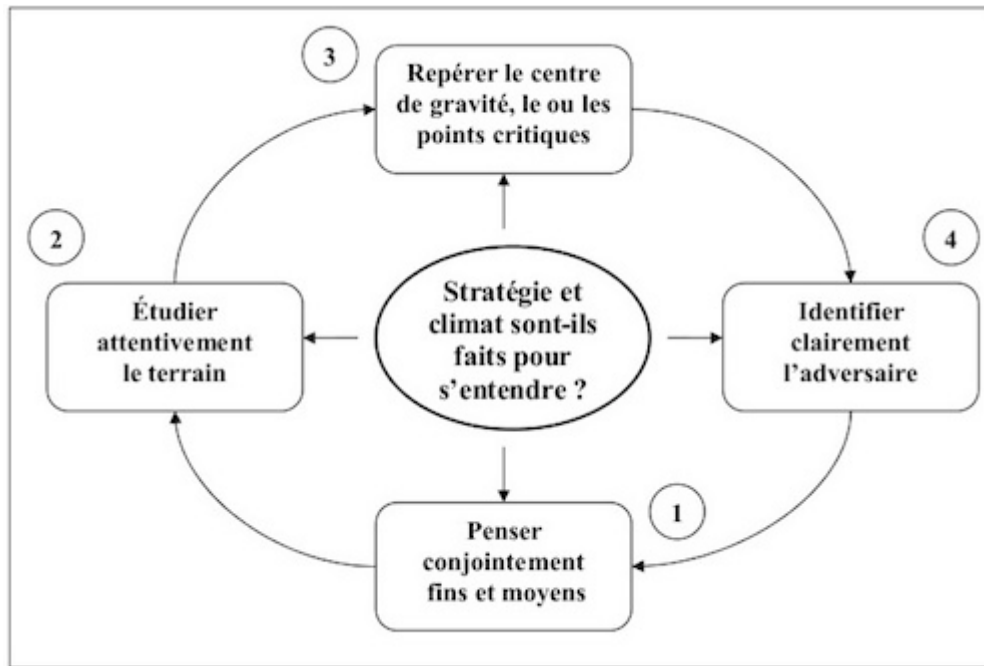 3
Repérer le centre
de gravité, le ou les
points critiques
2
4
Étudier
attentivement
le terrain
Stratégie et
climat sont-ils
faits pour
s’entendre ?
Identifier
clairement
l’adversaire
1
Penser
conjointement
fins et moyens